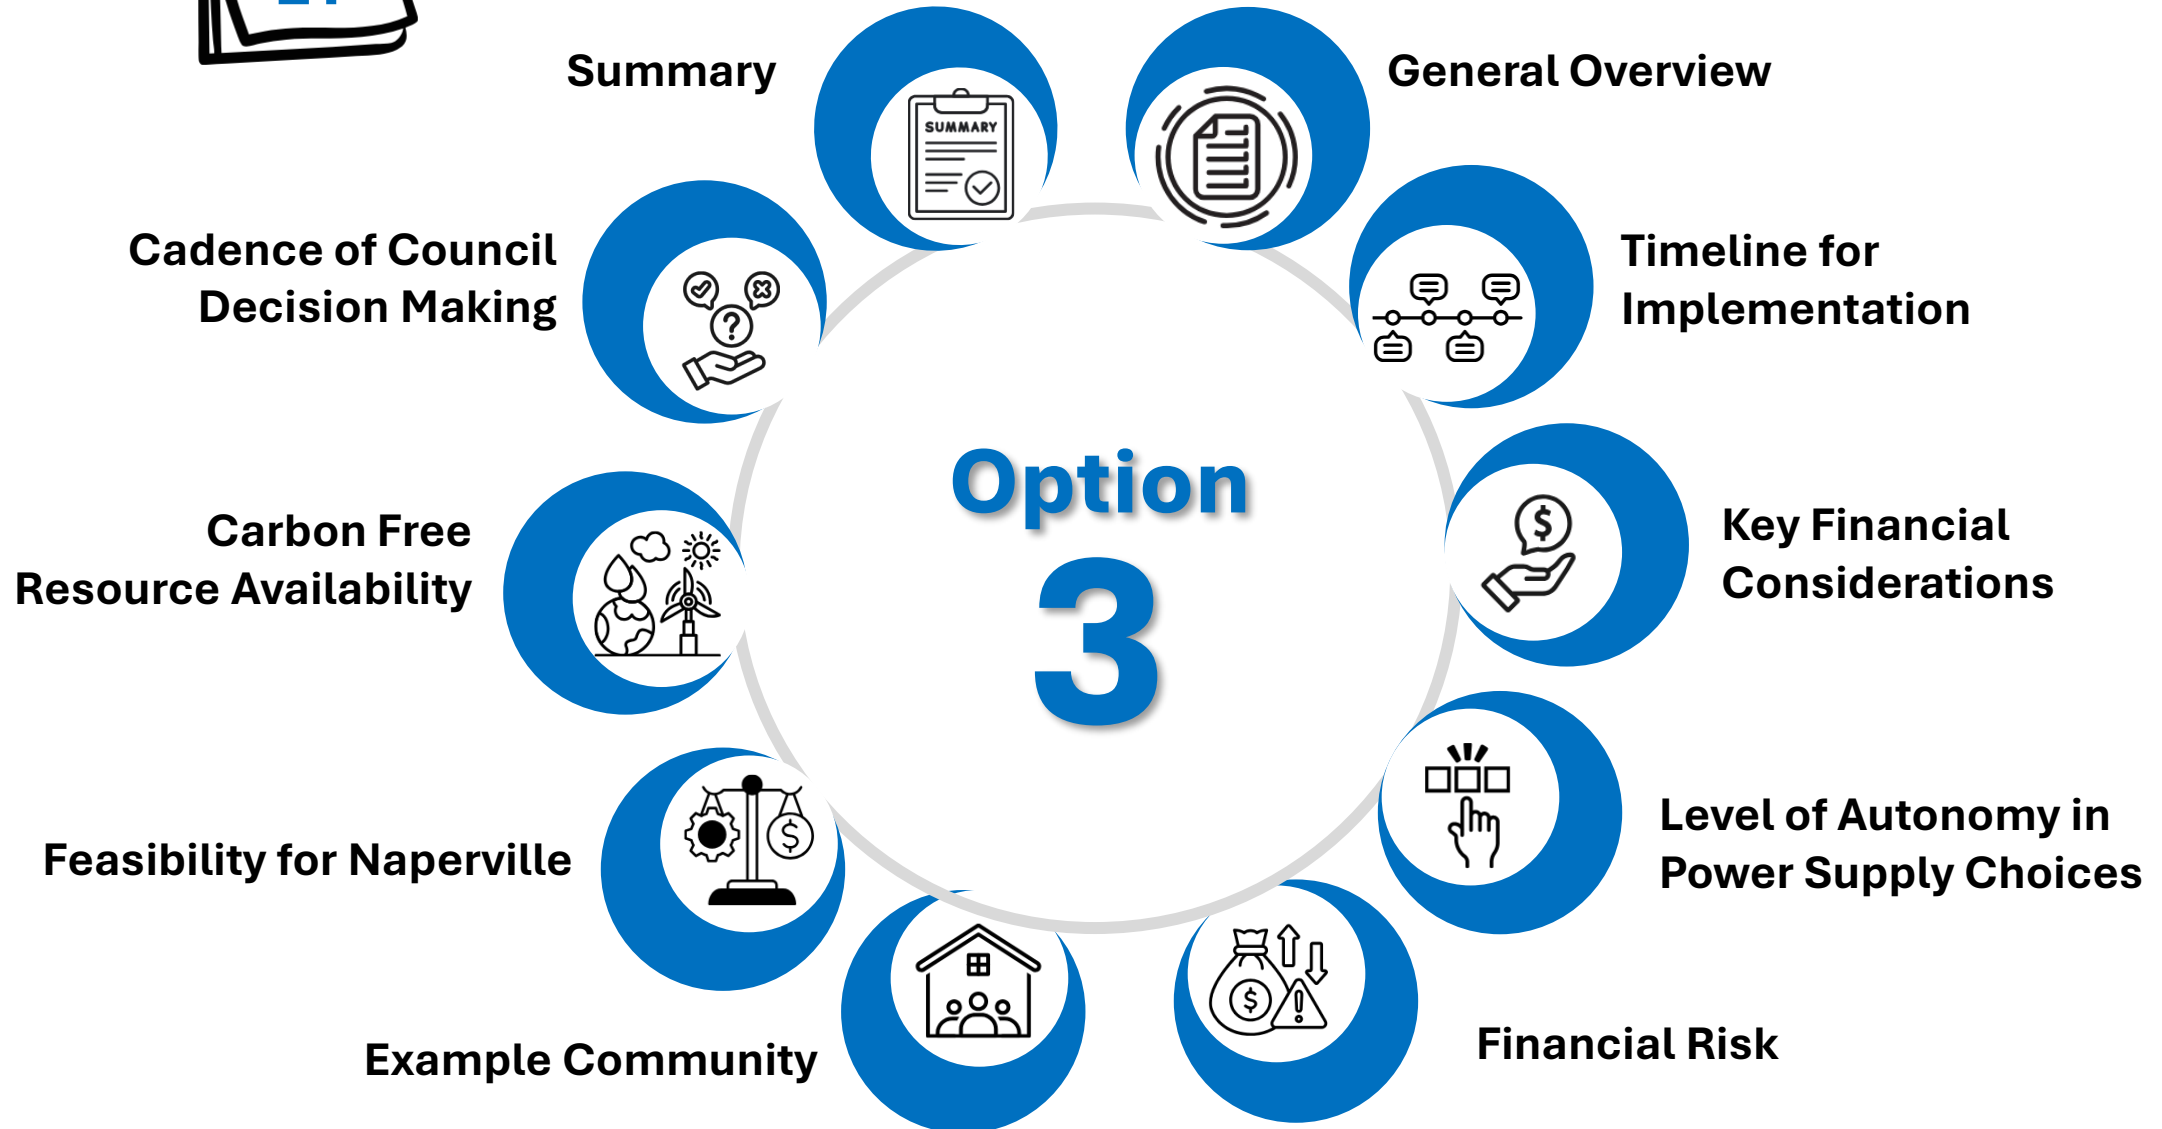 Summary
General Overview
SUMMARY
Cadence of Council
Decision Making
Timeline for
Implementation
Option
3
Carbon Free
Resource Availability
Key Financial
Considerations
$
?
Feasibility for Naperville
$
Level of Autonomy in
Power Supply Choices
Example Community
$
!
Financial Risk